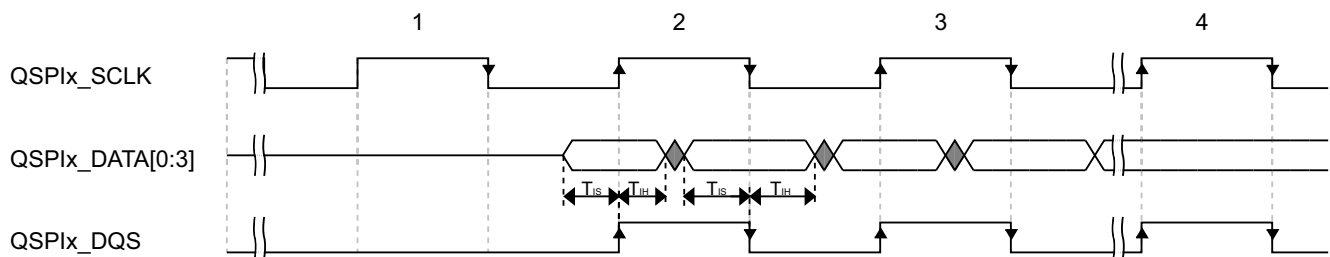 1 2 3 4
QSPIx_SCLK
QSPIx_DATA[0:3]
TIS TIH TIS TIH
QSPIx_DQS